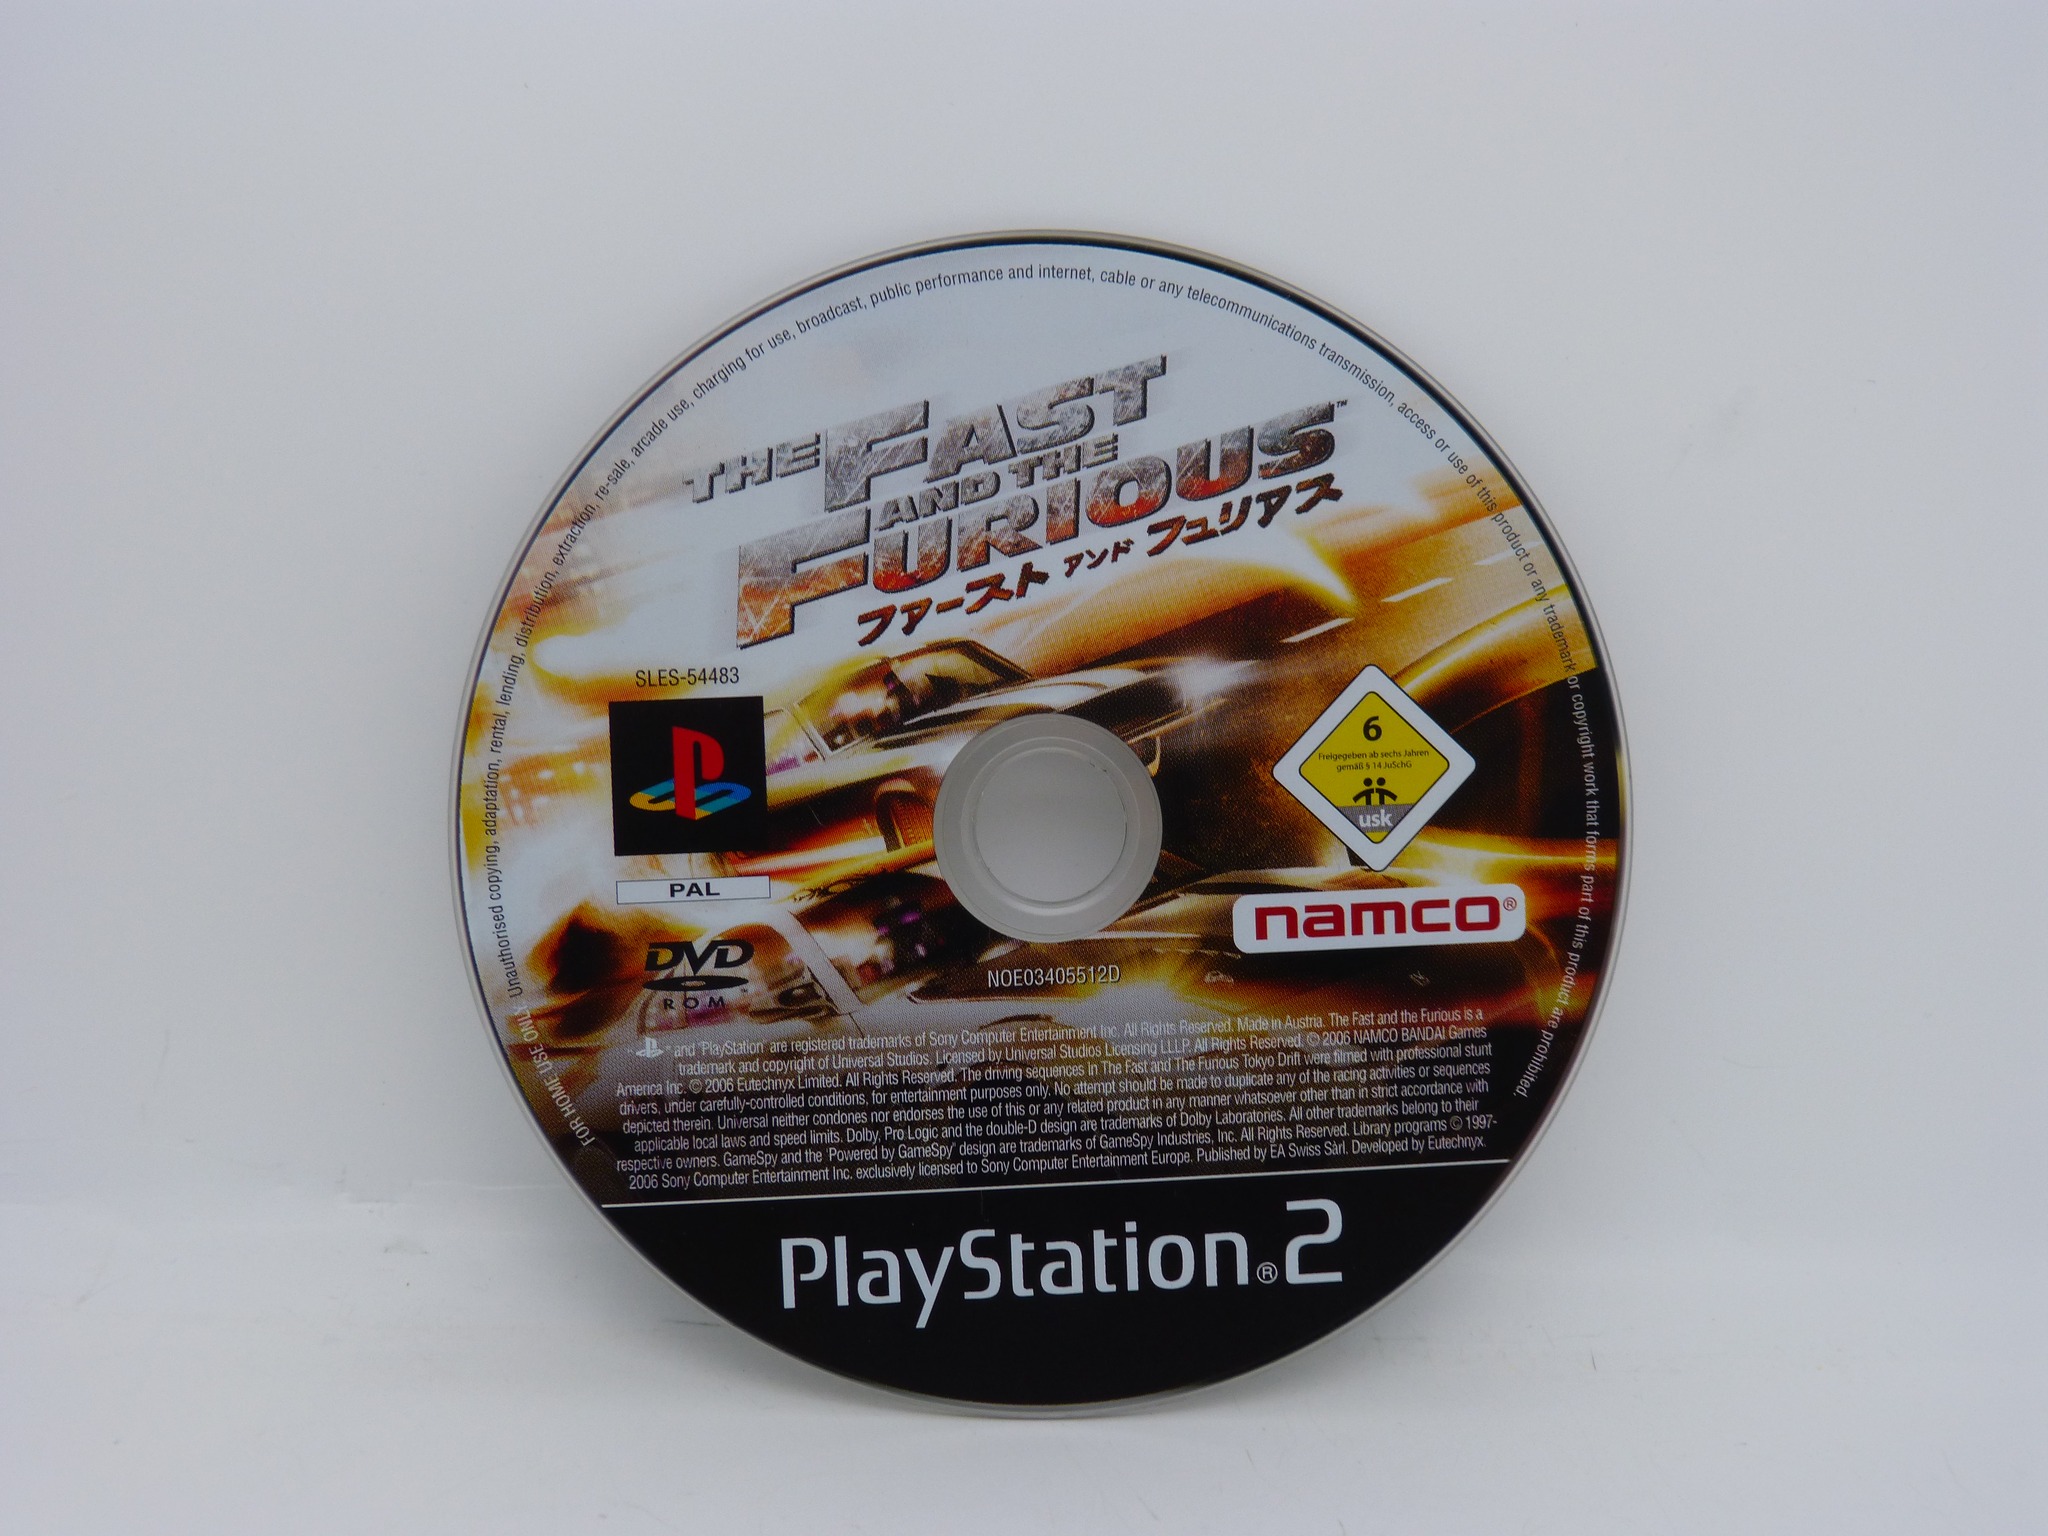 FOR HOME USE ONLY. Unauthorised copying, adaptation, rental, lending, distribution, extraction, re-sale, arcade use, charging for use, broadcast, public performance and internet, cable or any telecommunications transmission, access or use of this product or any trademark or copyright work that forms part of this product are prohibited.
THE FAST
AND THE
FURIOUS™
ファースト アンド フュリアス
SLES-54483
PAL
DVD
ROM
6
Freigegeben ab sechs Jahren
gemäß § 14 JuSchG
usk
namco®
NOE03405512D
" and "PlayStation" are registered trademarks of Sony Computer Entertainment Inc. All Rights Reserved. Made in Austria. The Fast and the Furious is a
trademark and copyright of Universal Studios. Licensed by Universal Studios Licensing LLLP. All Rights Reserved. © 2006 NAMCO BANDAI Games
America Inc. © 2006 Eutechnyx Limited. All Rights Reserved. The driving sequences in The Fast and The Furious Tokyo Drift were filmed with professional stunt
drivers, under carefully-controlled conditions, for entertainment purposes only. No attempt should be made to duplicate any of the racing activities or sequences
depicted therein. Universal neither condones nor endorses the use of this or any related product in any manner whatsoever other than in strict accordance with
applicable local laws and speed limits. Dolby, Pro Logic and the double-D design are trademarks of Dolby Laboratories. All other trademarks belong to their
respective owners. GameSpy and the "Powered by GameSpy" design are trademarks of GameSpy Industries, Inc. All Rights Reserved. Library programs © 1997-
2006 Sony Computer Entertainment Inc. exclusively licensed to Sony Computer Entertainment Europe. Published by EA Swiss Sàrl. Developed by Eutechnyx.
PlayStation®2